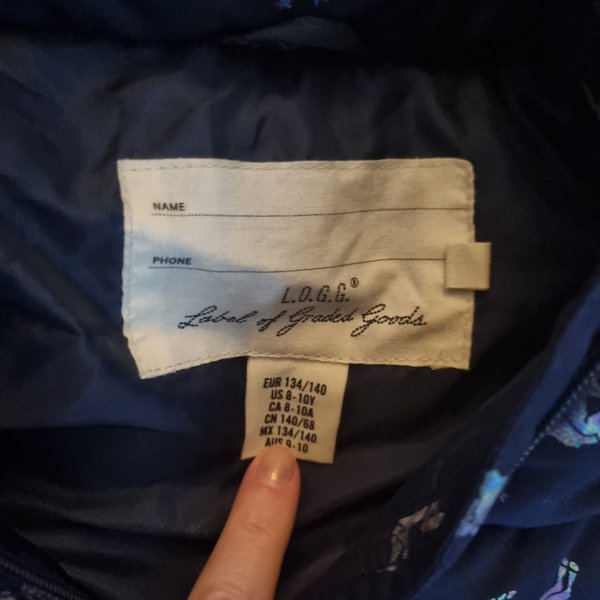 NAME
PHONE
L.O.G.G.®
Label of Graded Goods
EUR 134/140
US 8-10Y
CA 8-10A
CN 140/68
MX 134/140
AUS 8-10